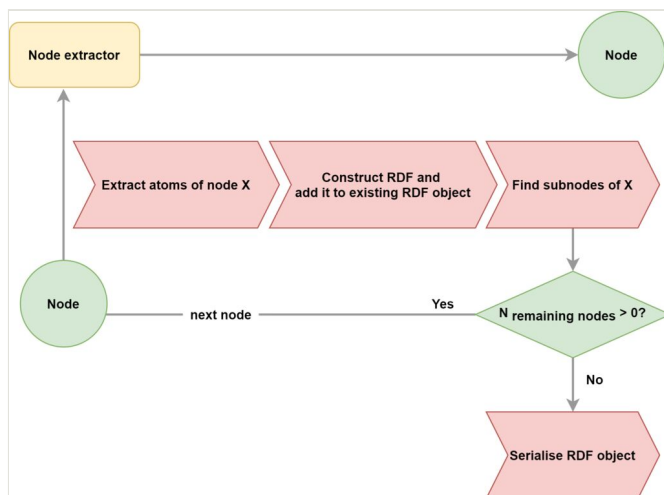 Node extractor
Node
Extract atoms of node X
Construct RDF and
add it to existing RDF object
Find subnodes of X
Node
next node
Yes
N remaining nodes > 0?
No
Serialise RDF object